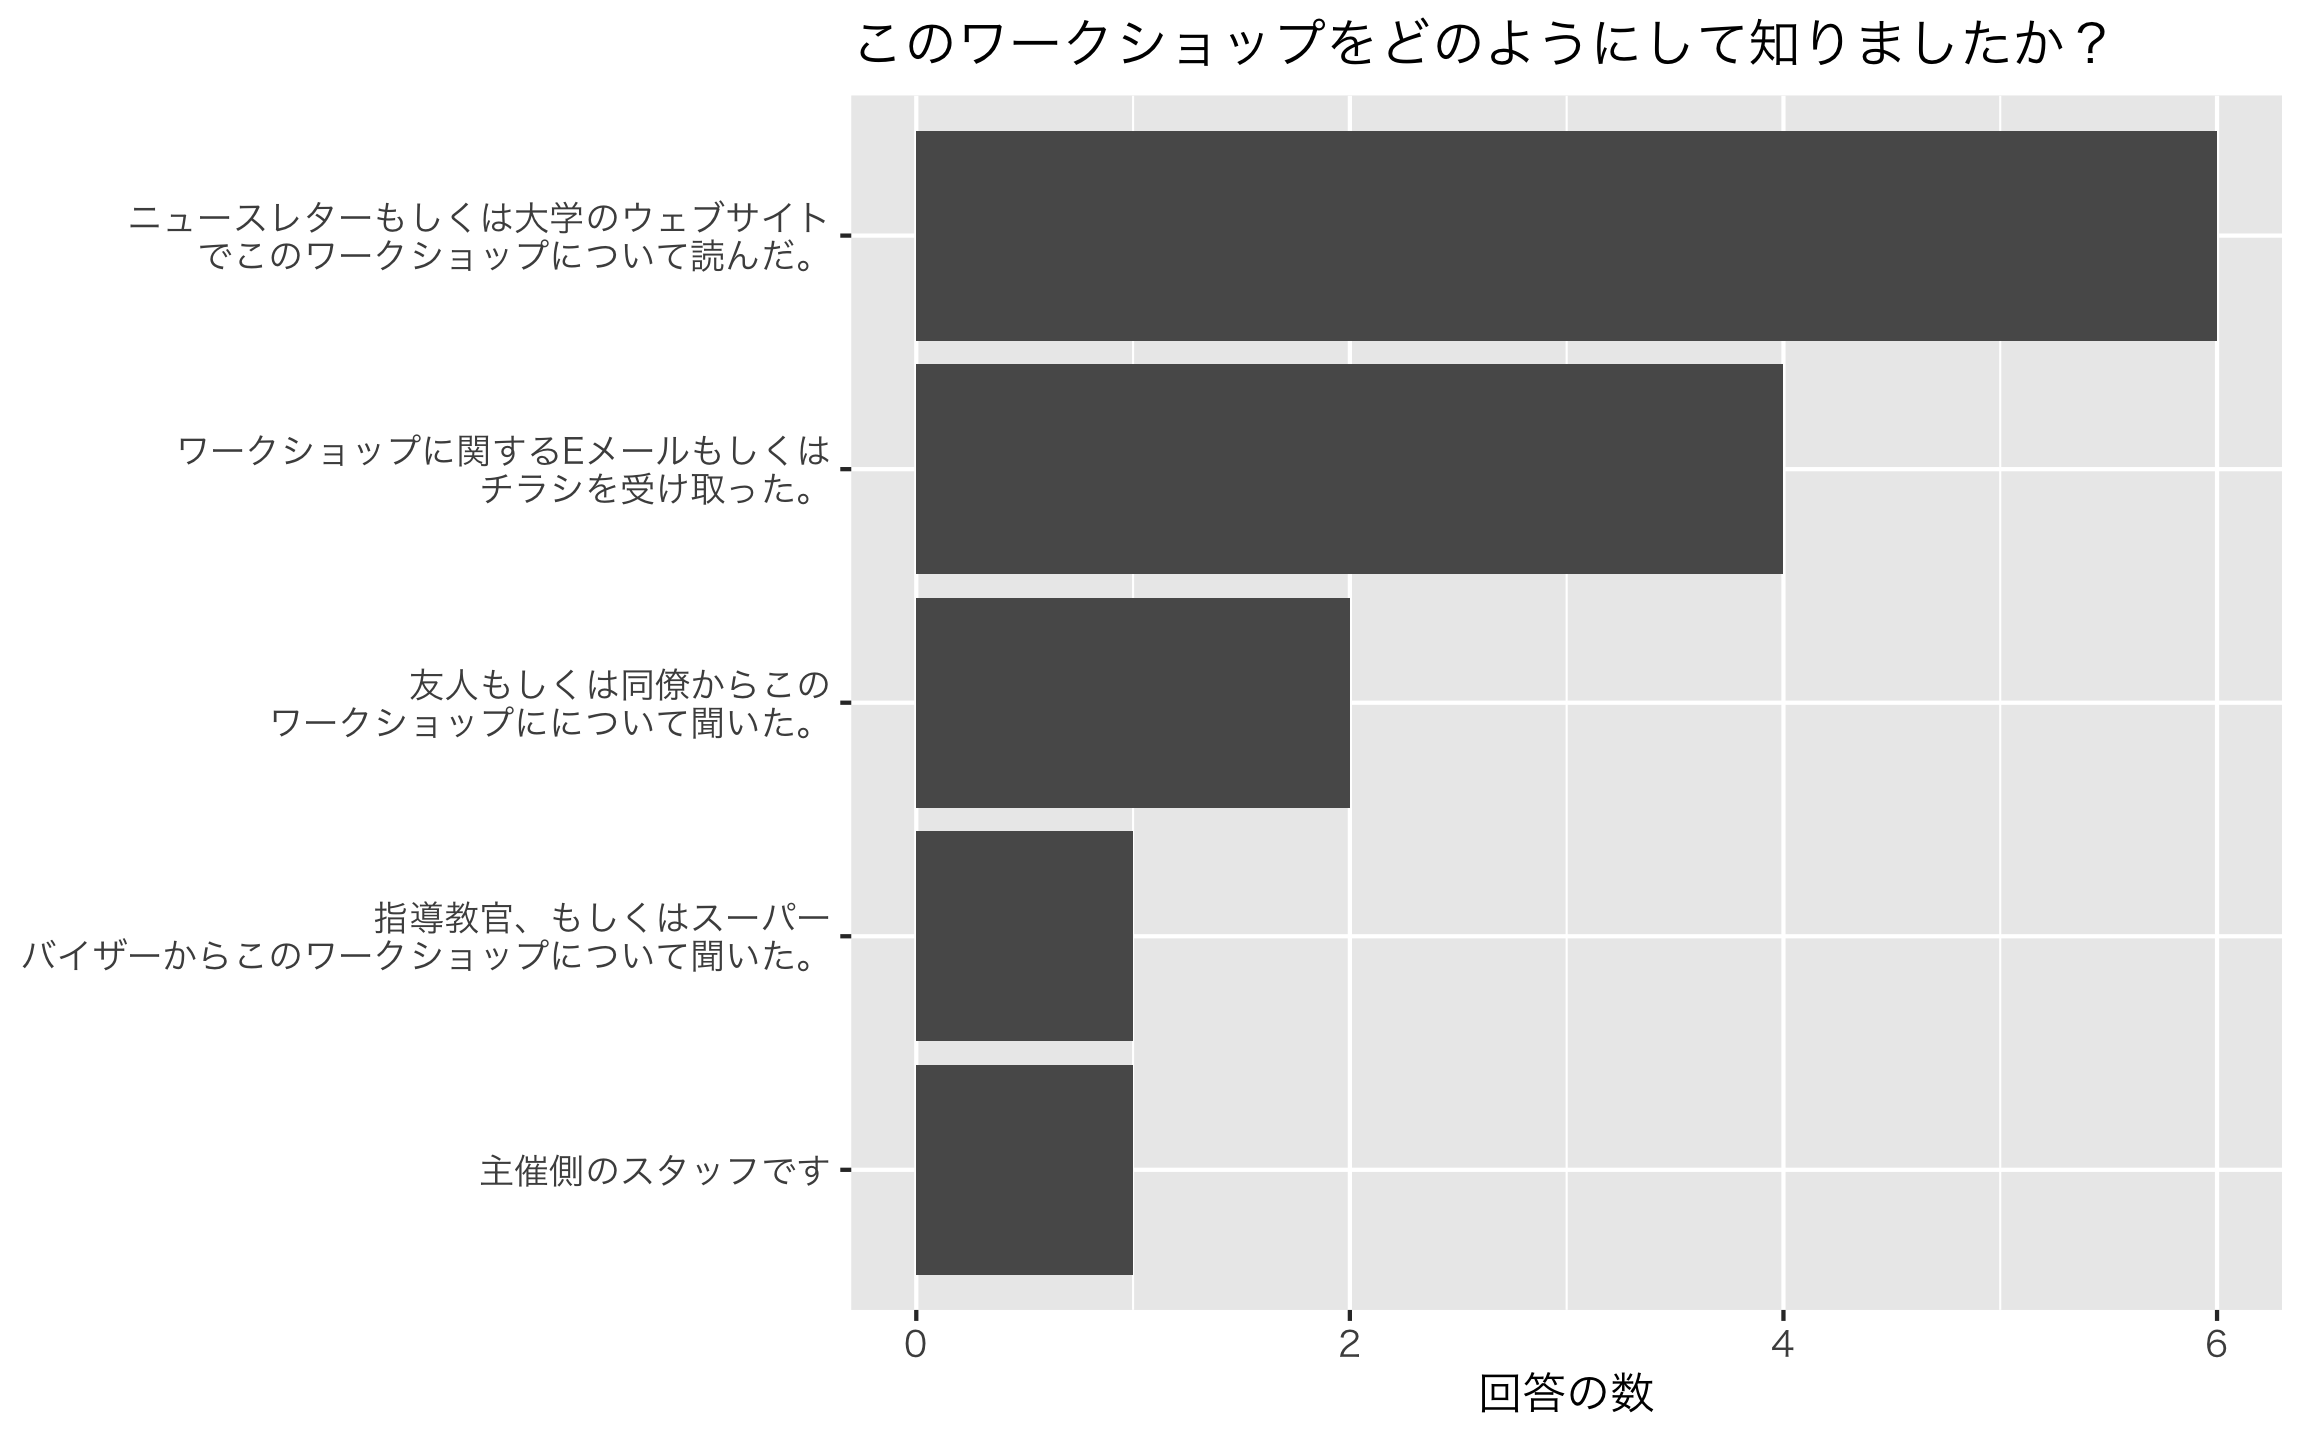 このワークショップをどのようにして知りましたか？
ニュースレターもしくは大学のウェブサイト
でこのワークショップについて読んだ。
ワークショップに関するEメールもしくは
チラシを受け取った。
友人もしくは同僚からこの
ワークショップにについて聞いた。
指導教官、もしくはスーパー
バイザーからこのワークショップについて聞いた。
主催側のスタッフです
0 2 4 6
回答の数